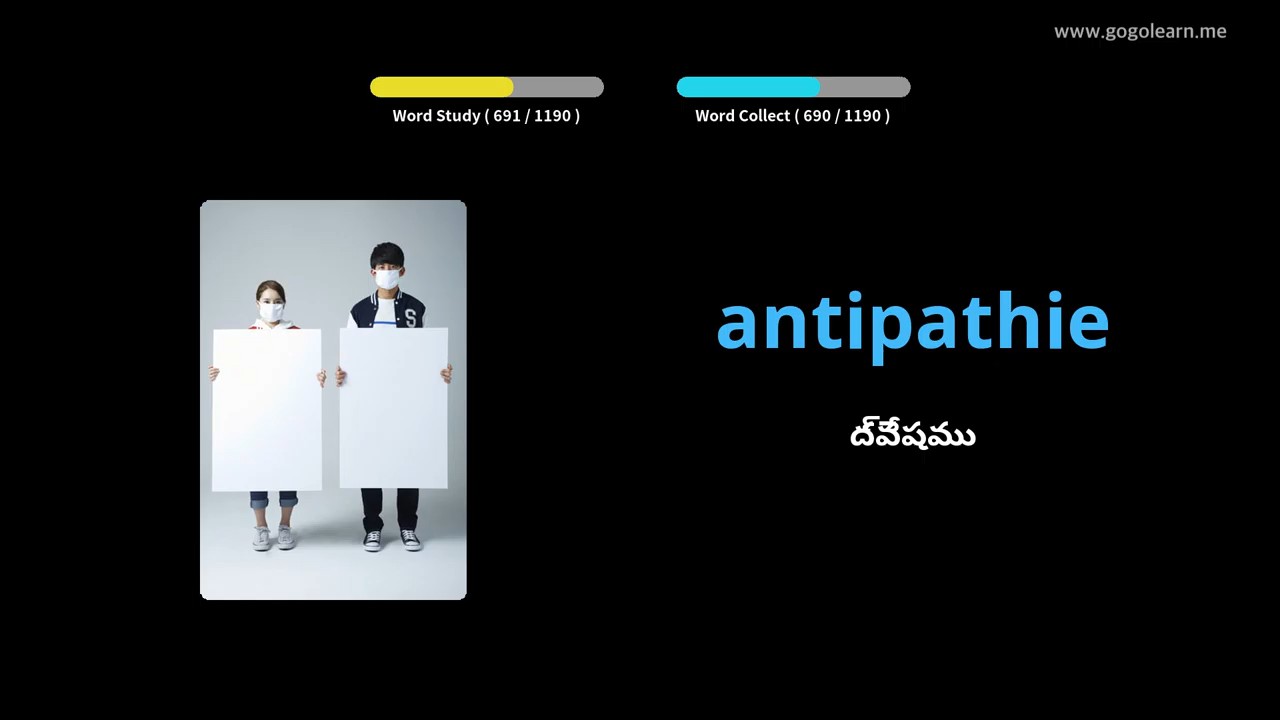 www.gogolearn.me
Word Study ( 691 / 1190 )
Word Collect ( 690 / 1190 )
S
antipathie
ద్వేషము